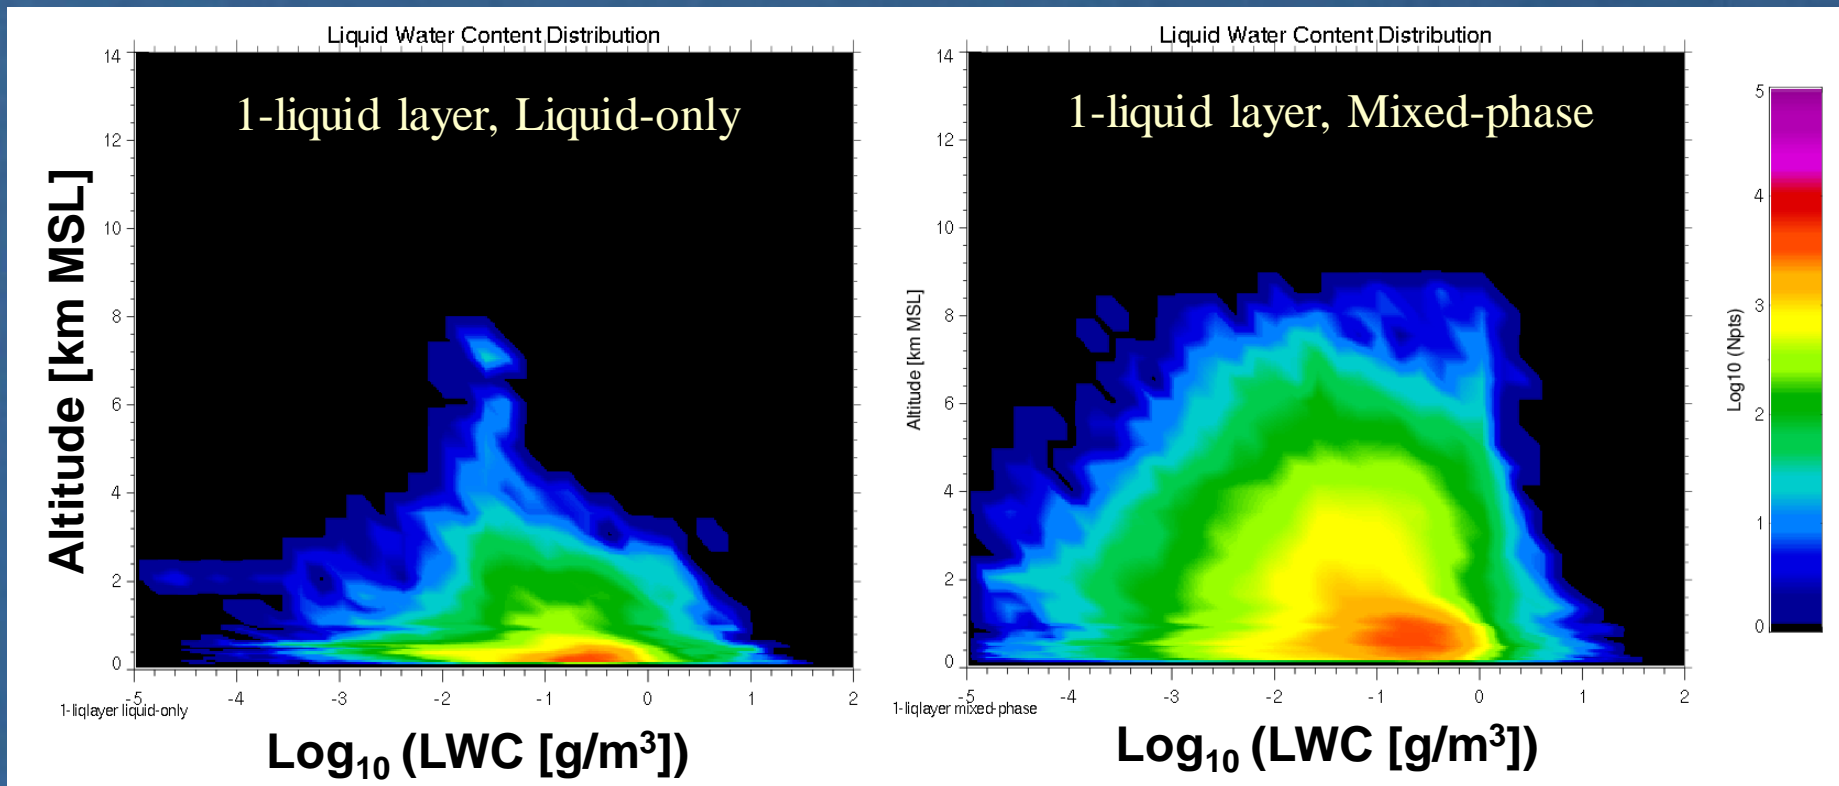 Liquid Water Content Distribution
1-liquid layer, Liquid-only
14
12
10
8
6
4
2
0
Altitude [km MSL]
-5 -4 -3 -2 -1 0 1 2
1-liqlayer liquid-only
Log₁₀ (LWC [g/m³])
Liquid Water Content Distribution
1-liquid layer, Mixed-phase
14
12
10
8
6
4
2
0
Altitude [km MSL]
-5 -4 -3 -2 -1 0 1 2
1-liqlayer mixed-phase
Log₁₀ (LWC [g/m³])
5
4
3
2
1
0
Log10 (Npts)